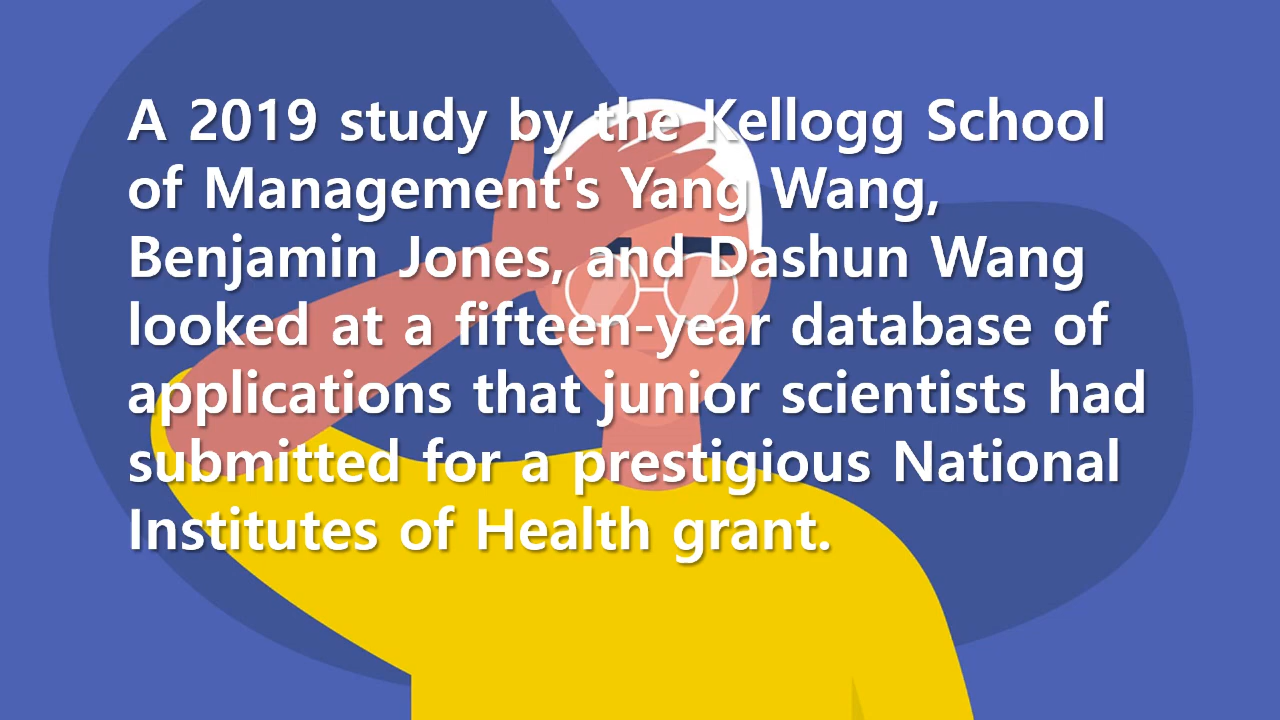 A 2019 study by the Kellogg School
of Management's Yang Wang,
Benjamin Jones, and Dashun Wang
looked at a fifteen-year database of
applications that junior scientists had
submitted for a prestigious National
Institutes of Health grant.